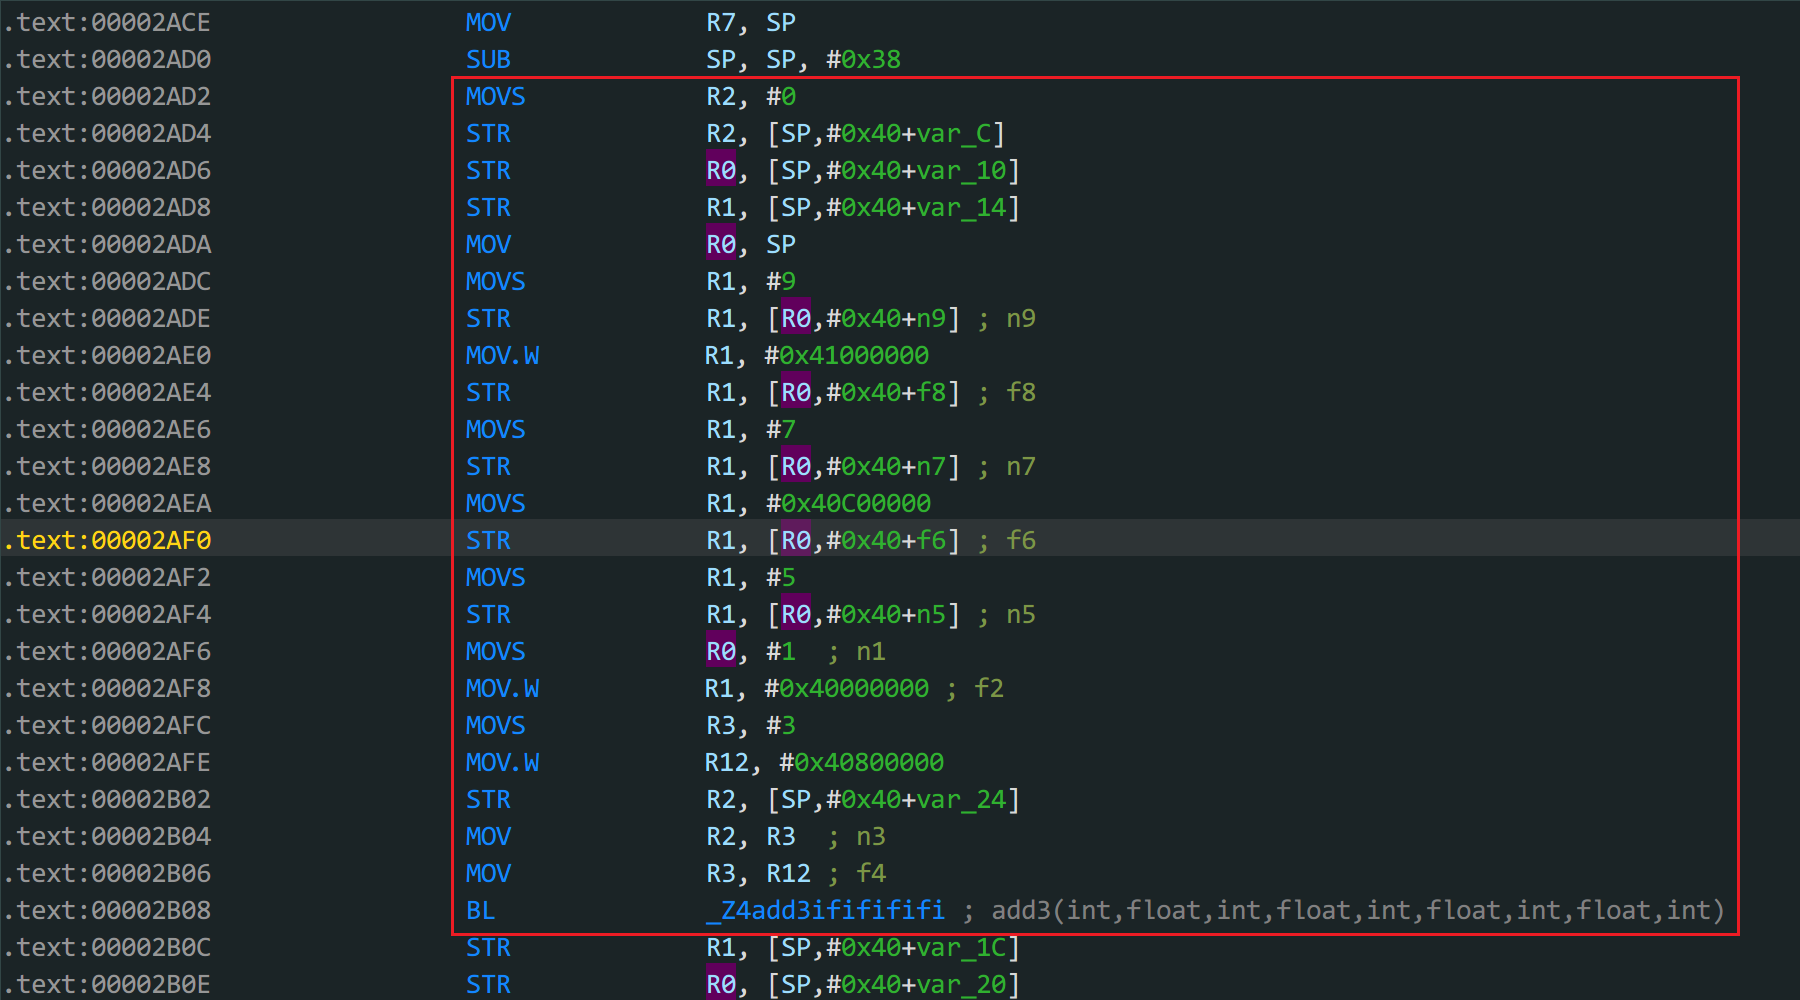 .text:00002ACE MOV R7, SP
.text:00002AD0 SUB SP, SP, #0x38
.text:00002AD2 MOVS R2, #0
.text:00002AD4 STR R2, [SP,#0x40+var_C]
.text:00002AD6 STR R0, [SP,#0x40+var_10]
.text:00002AD8 STR R1, [SP,#0x40+var_14]
.text:00002ADA MOV R0, SP
.text:00002ADC MOVS R1, #9
.text:00002ADE STR R1, [R0,#0x40+n9] ; n9
.text:00002AE0 MOV.W R1, #0x41000000
.text:00002AE4 STR R1, [R0,#0x40+f8] ; f8
.text:00002AE6 MOVS R1, #7
.text:00002AE8 STR R1, [R0,#0x40+n7] ; n7
.text:00002AEA MOVS R1, #0x40C00000
.text:00002AF0 STR R1, [R0,#0x40+f6] ; f6
.text:00002AF2 MOVS R1, #5
.text:00002AF4 STR R1, [R0,#0x40+n5] ; n5
.text:00002AF6 MOVS R0, #1 ; n1
.text:00002AF8 MOV.W R1, #0x40000000 ; f2
.text:00002AFC MOVS R3, #3
.text:00002AFE MOV.W R12, #0x40800000
.text:00002B02 STR R2, [SP,#0x40+var_24]
.text:00002B04 MOV R2, R3 ; n3
.text:00002B06 MOV R3, R12 ; f4
.text:00002B08 BL _Z4add3ififififi ; add3(int,float,int,float,int,float,int,float,int)
.text:00002B0C STR R1, [SP,#0x40+var_1C]
.text:00002B0E STR R0, [SP,#0x40+var_20]